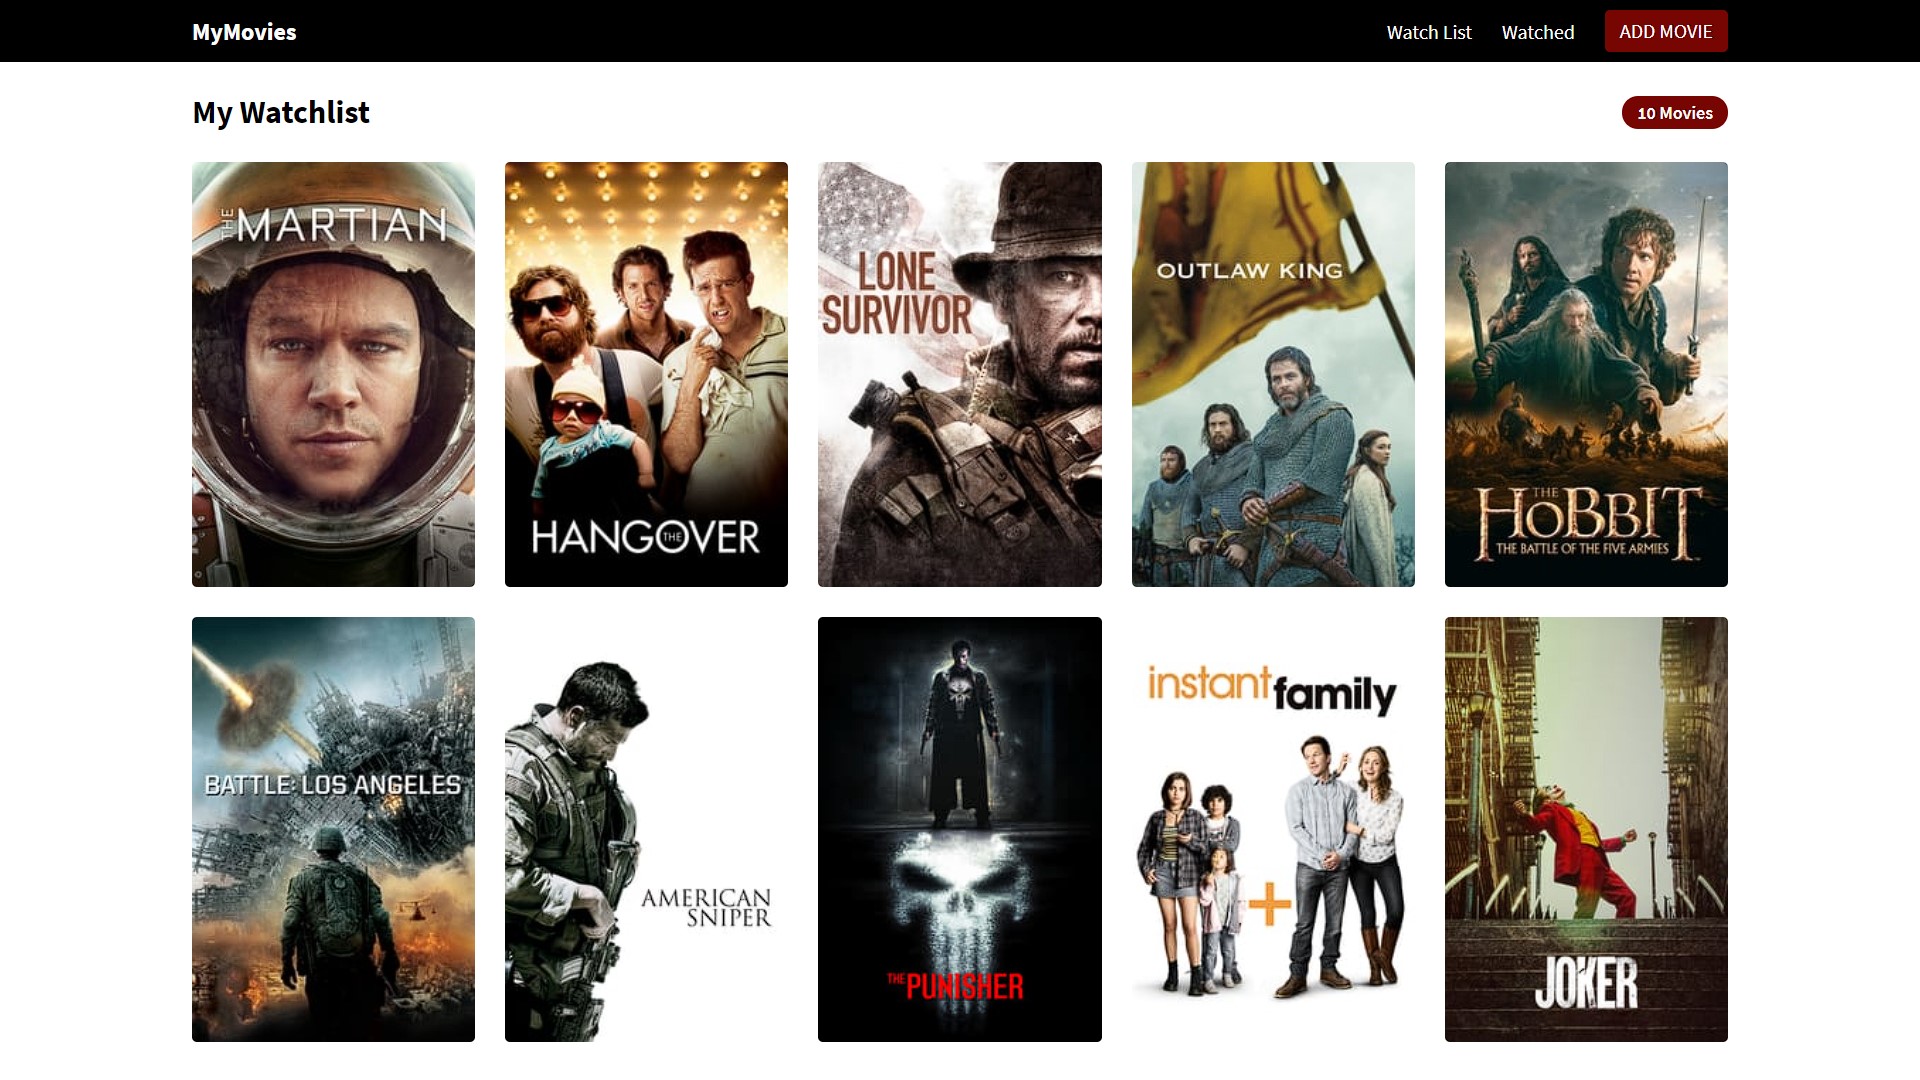 MyMovies
Watch List
Watched
ADD MOVIE
My Watchlist
10 Movies
THE MARTIAN
HANGOVER
THE
LONE
SURVIVOR
OUTLAW KING
THE
HOBBIT
THE BATTLE OF THE FIVE ARMIES
BATTLE: LOS ANGELES
AMERICAN
SNIPER
THE PUNISHER
instant family
JOKER